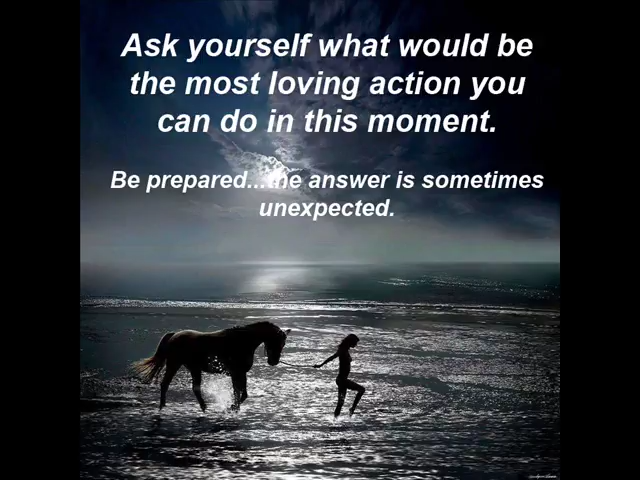 Ask yourself what would be
the most loving action you
can do in this moment.
Be prepared...the answer is sometimes
unexpected.